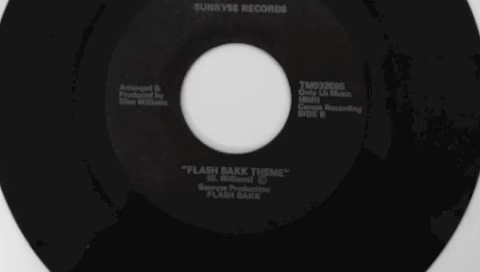 SUNRYSE RECORDS
Arranged &
Produced by
Glen Williams
TM032695
Only Us Music
(BMI)
Census Recording
SIDE B
"FLASH BAKK THEME"
(G. Williams) ©
Sunryse Production
FLASH BAKK